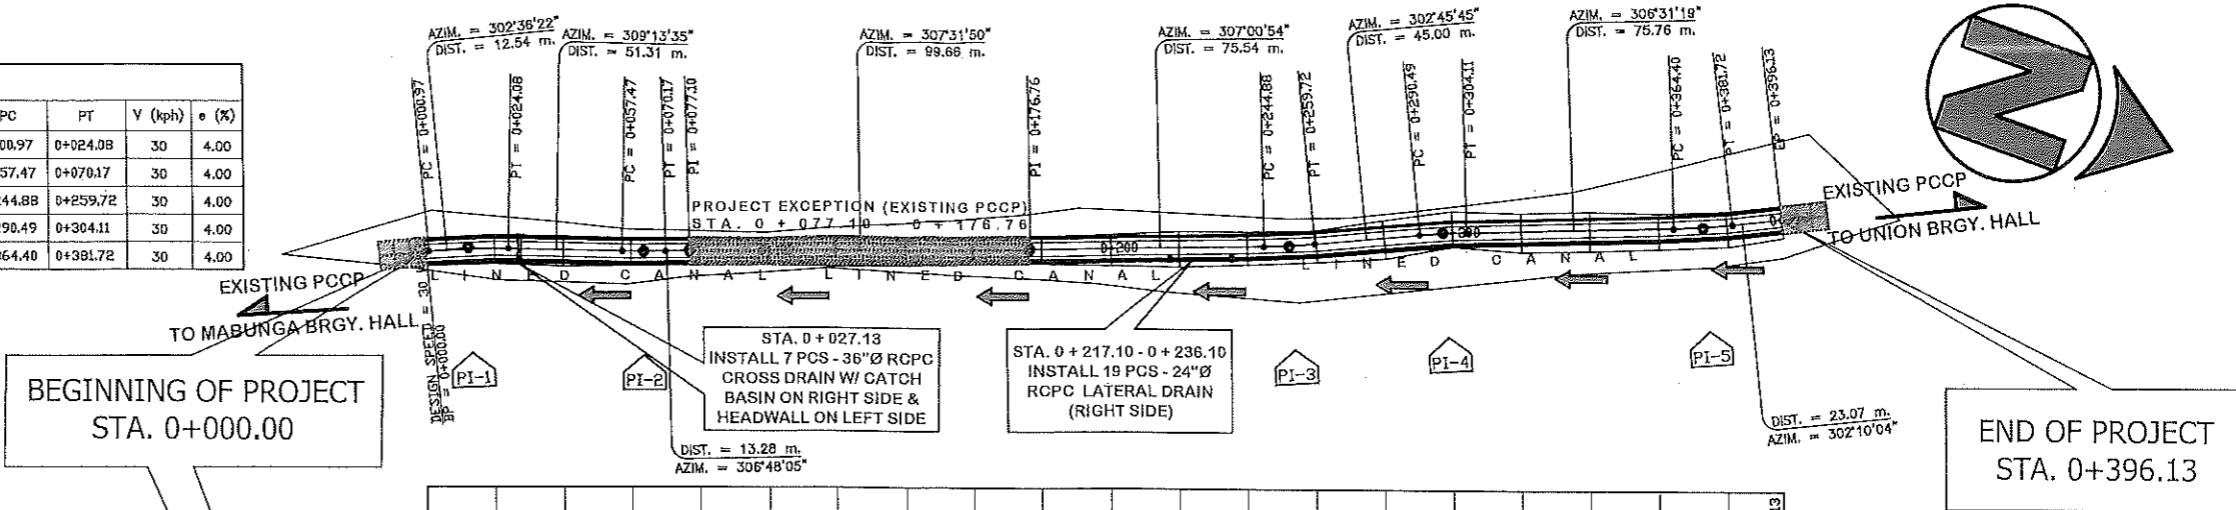 PC PT V (kph) e (%)
00.97 0+024.08 30 4.00
57.47 0+070.17 30 4.00
244.88 0+259.72 30 4.00
290.49 0+304.11 30 4.00
364.40 0+381.72 30 4.00
AZIM. = 302°36'22"
DIST. = 12.54 m.
AZIM. = 309°13'35"
DIST. = 51.31 m.
AZIM. = 307°31'50"
DIST. = 99.66 m.
AZIM. = 307°00'54"
DIST. = 75.54 m.
AZIM. = 302°45'45"
DIST. = 45.00 m.
AZIM. = 306°31'19"
DIST. = 75.76 m.
N
PC = 0+000.97
PT = 0+024.08
PC = 0+057.47
PT = 0+070.17
PI = 0+077.10
PI = 0+176.76
PC = 0+244.88
PT = 0+259.72
PC = 0+290.49
PT = 0+304.11
PC = 0+364.40
PT = 0+381.72
EP = 0+396.13
PROJECT EXCEPTION (EXISTING PCCP)
STA. 0 + 077.10 - 0 + 176.76
0+200
300
LINED CANAL LINED CANAL LINED CANAL
EXISTING PCCP
TO MABUNGA BRGY. HALL
EXISTING PCCP
TO UNION BRGY. HALL
DESIGN SPEED = 30
BP = 0+000.00
BEGINNING OF PROJECT
STA. 0+000.00
PI-1
PI-2
STA. 0 + 027.13
INSTALL 7 PCS - 36"Ø RCPC
CROSS DRAIN W/ CATCH
BASIN ON RIGHT SIDE &
HEADWALL ON LEFT SIDE
STA. 0 + 217.10 - 0 + 236.10
INSTALL 19 PCS - 24"Ø
RCPC LATERAL DRAIN
(RIGHT SIDE)
PI-3
PI-4
PI-5
DIST. = 13.28 m.
AZIM. = 306°48'05"
DIST. = 23.07 m.
AZIM. = 302°10'04"
END OF PROJECT
STA. 0+396.13
13